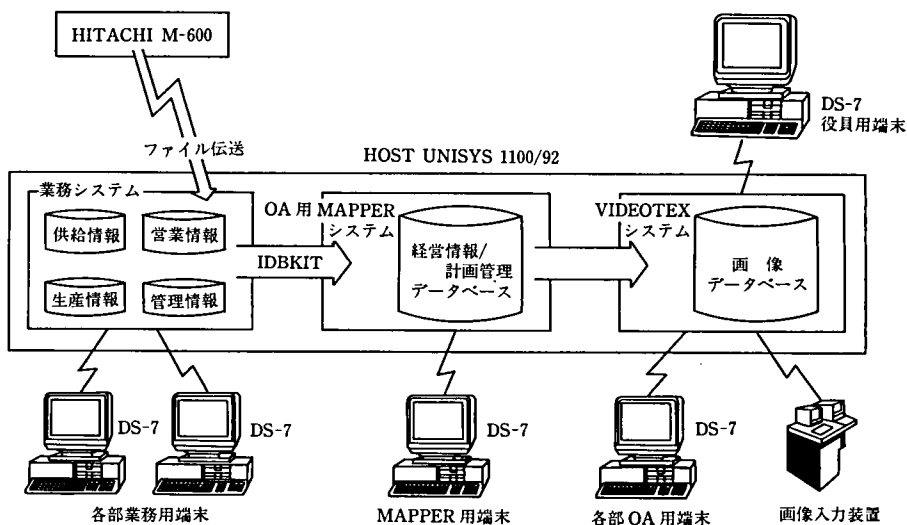 HITACHI M-600
ファイル伝送
DS-7
役員用端末
HOST UNISYS 1100/92
業務システム
供給情報
営業情報
生産情報
管理情報
OA 用 MAPPER
システム
IDBKIT
経営情報/
計画管理
データベース
VIDEOTEX
システム
画像
データベース
DS-7
DS-7
DS-7
DS-7
各部業務用端末
MAPPER 用端末
各部 OA 用端末
画像入力装置